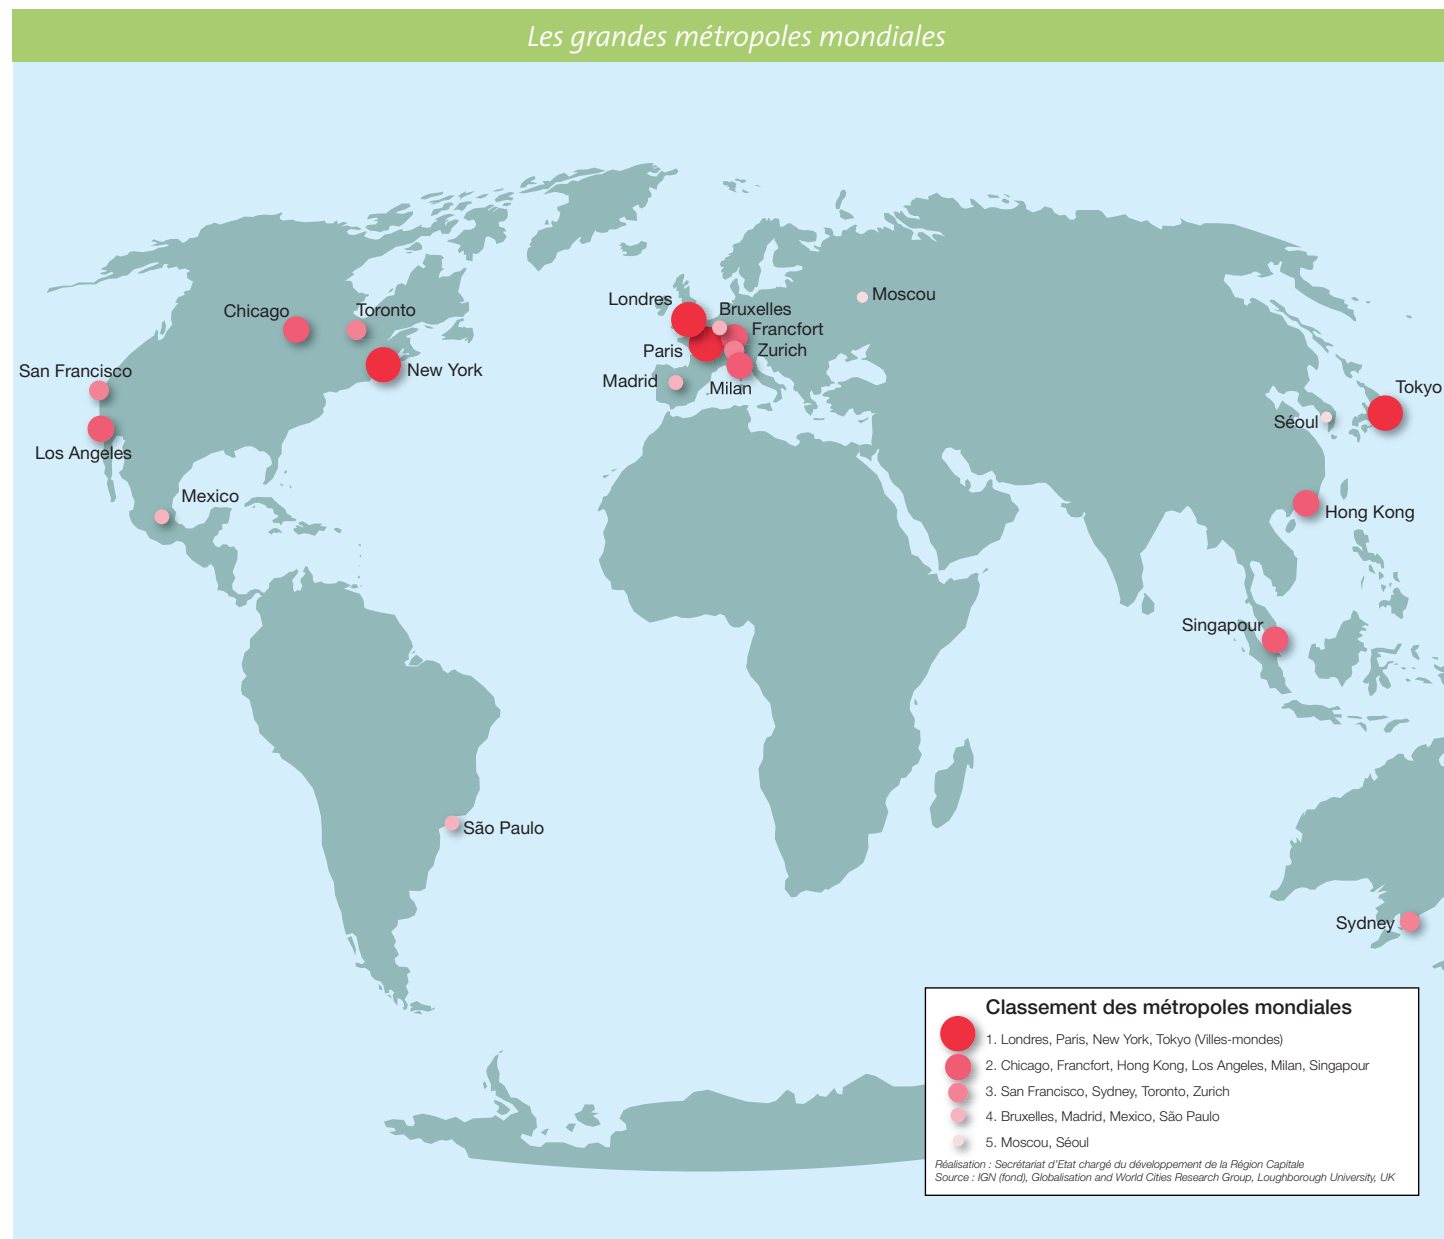 Les grandes métropoles mondiales
Londres
Bruxelles
Moscou
Chicago
Toronto
Francfort
Paris
Zurich
San Francisco
New York
Madrid
Milan
Tokyo
Séoul
Los Angeles
Mexico
Hong Kong
Singapour
São Paulo
Sydney
Classement des métropoles mondiales
1. Londres, Paris, New York, Tokyo (Villes-mondes)
2. Chicago, Francfort, Hong Kong, Los Angeles, Milan, Singapour
3. San Francisco, Sydney, Toronto, Zurich
4. Bruxelles, Madrid, Mexico, São Paulo
5. Moscou, Séoul
Réalisation : Secrétariat d'Etat chargé du développement de la Région Capitale
Source : IGN (fond), Globalisation and World Cities Research Group, Loughborough University, UK